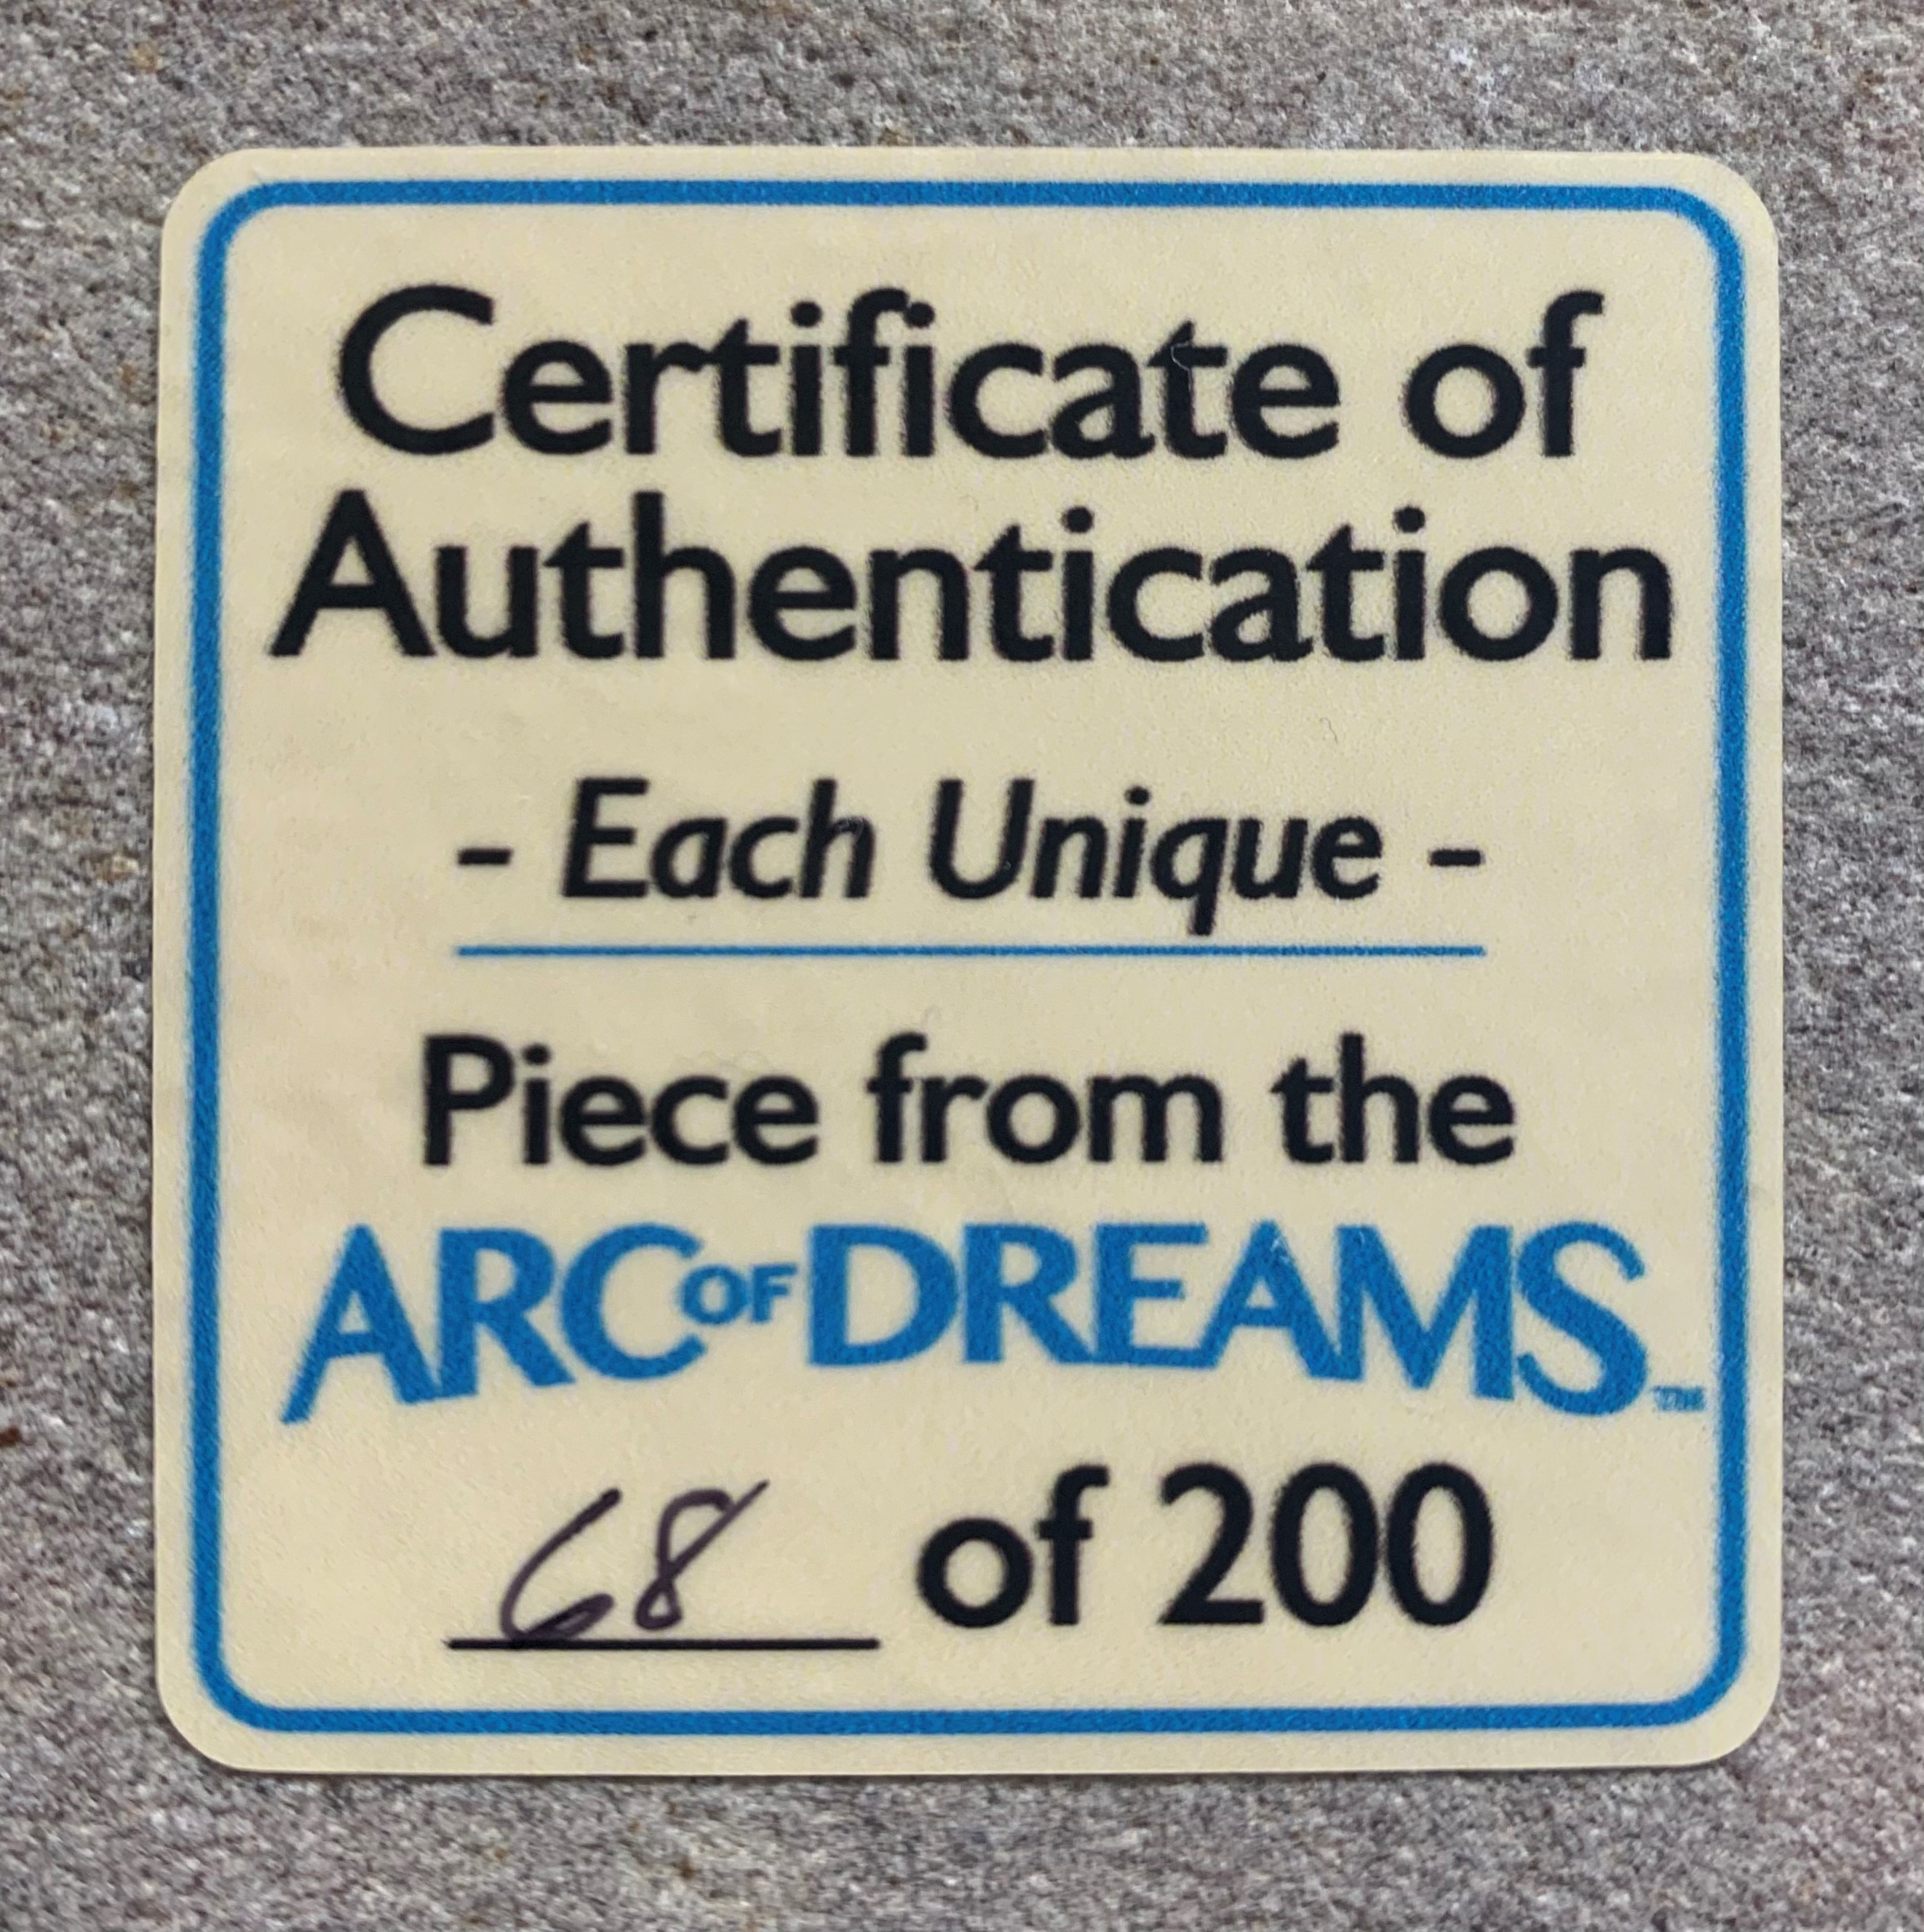 Certificate of
Authentication
- Each Unique -
Piece from the
ARC OF DREAMS™
68 of 200